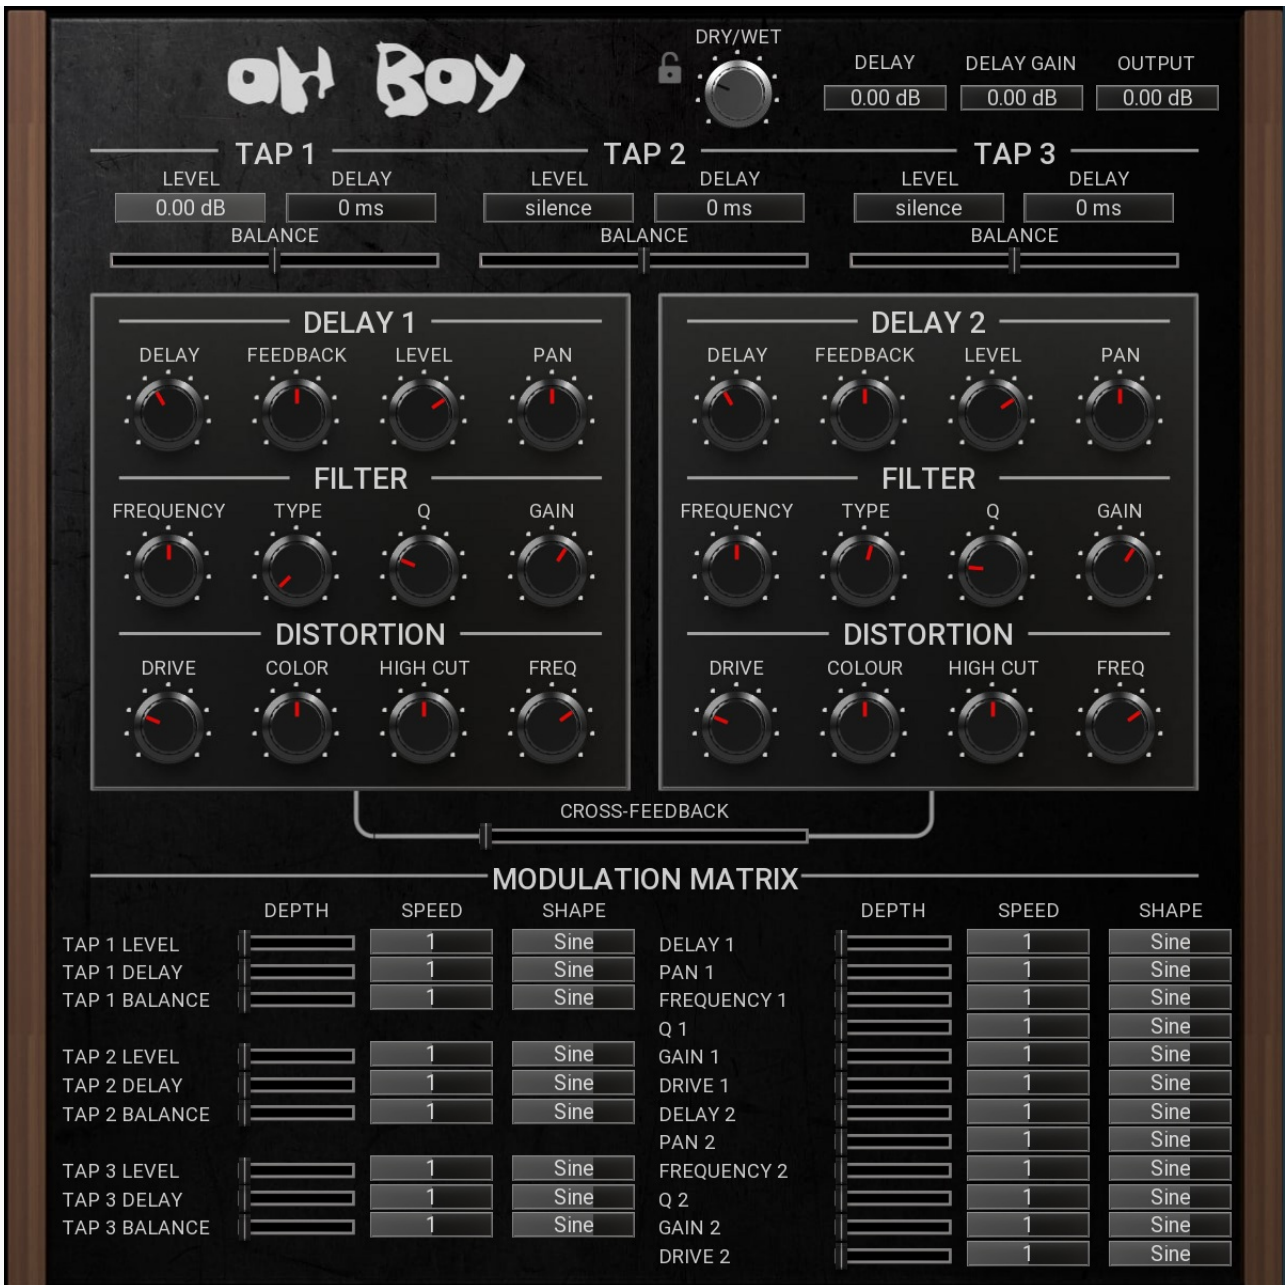 OH BOY
DRY/WET
DELAY DELAY GAIN OUTPUT
0.00 dB 0.00 dB 0.00 dB
TAP 1 TAP 2 TAP 3
LEVEL DELAY LEVEL DELAY LEVEL DELAY
0.00 dB 0 ms silence 0 ms silence 0 ms
BALANCE BALANCE BALANCE
DELAY 1 DELAY 2
DELAY FEEDBACK LEVEL PAN DELAY FEEDBACK LEVEL PAN
FILTER FILTER
FREQUENCY TYPE Q GAIN FREQUENCY TYPE Q GAIN
DISTORTION DISTORTION
DRIVE COLOR HIGH CUT FREQ DRIVE COLOUR HIGH CUT FREQ
CROSS-FEEDBACK
MODULATION MATRIX
DEPTH SPEED SHAPE DEPTH SPEED SHAPE
TAP 1 LEVEL 1 Sine DELAY 1 1 Sine
TAP 1 DELAY 1 Sine PAN 1 1 Sine
TAP 1 BALANCE 1 Sine FREQUENCY 1 1 Sine
Q 1 1 Sine
TAP 2 LEVEL 1 Sine GAIN 1 1 Sine
TAP 2 DELAY 1 Sine DRIVE 1 1 Sine
TAP 2 BALANCE 1 Sine DELAY 2 1 Sine
PAN 2 1 Sine
TAP 3 LEVEL 1 Sine FREQUENCY 2 1 Sine
TAP 3 DELAY 1 Sine Q 2 1 Sine
TAP 3 BALANCE 1 Sine GAIN 2 1 Sine
DRIVE 2 1 Sine